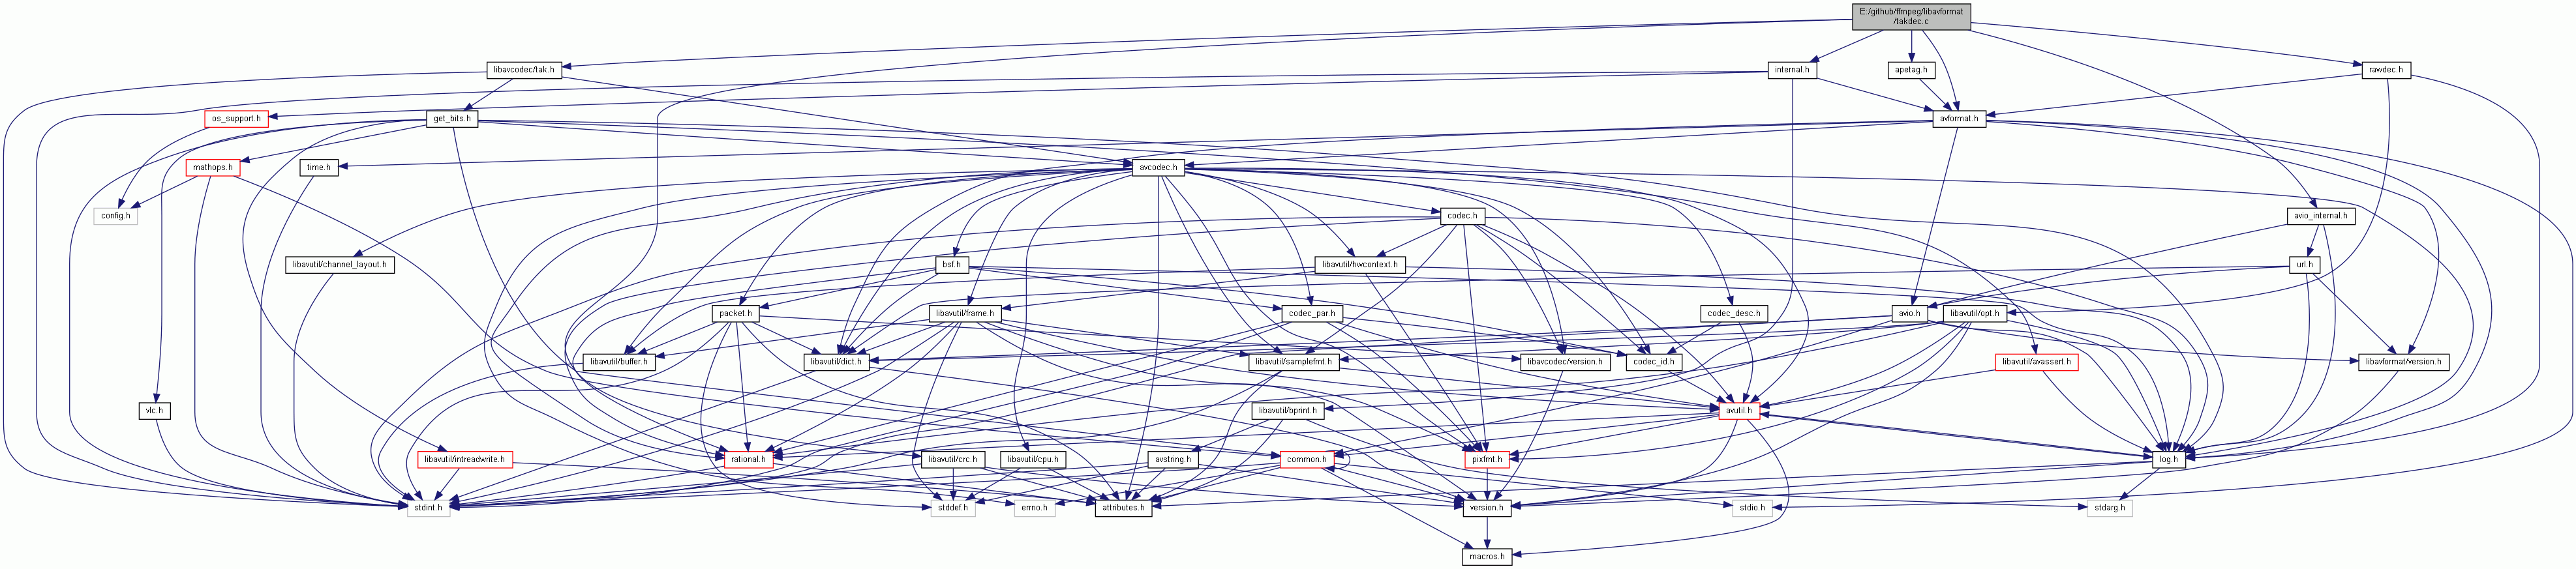 E:/github/ffmpeg/libavformat
/takdec.c
libavcodec/tak.h
internal.h
apetag.h
rawdec.h
os_support.h
get_bits.h
avformat.h
mathops.h
time.h
avcodec.h
config.h
codec.h
avio_internal.h
libavutil/channel_layout.h
bsf.h
libavutil/hwcontext.h
url.h
packet.h
libavutil/frame.h
codec_par.h
codec_desc.h
avio.h
libavutil/opt.h
libavutil/buffer.h
libavutil/dict.h
libavutil/samplefmt.h
libavcodec/version.h
codec_id.h
libavutil/avassert.h
libavformat/version.h
vlc.h
libavutil/bprint.h
avutil.h
libavutil/intreadwrite.h
rational.h
libavutil/crc.h
libavutil/cpu.h
avstring.h
common.h
pixfmt.h
log.h
stdint.h
stddef.h
errno.h
attributes.h
version.h
stdio.h
stdarg.h
macros.h